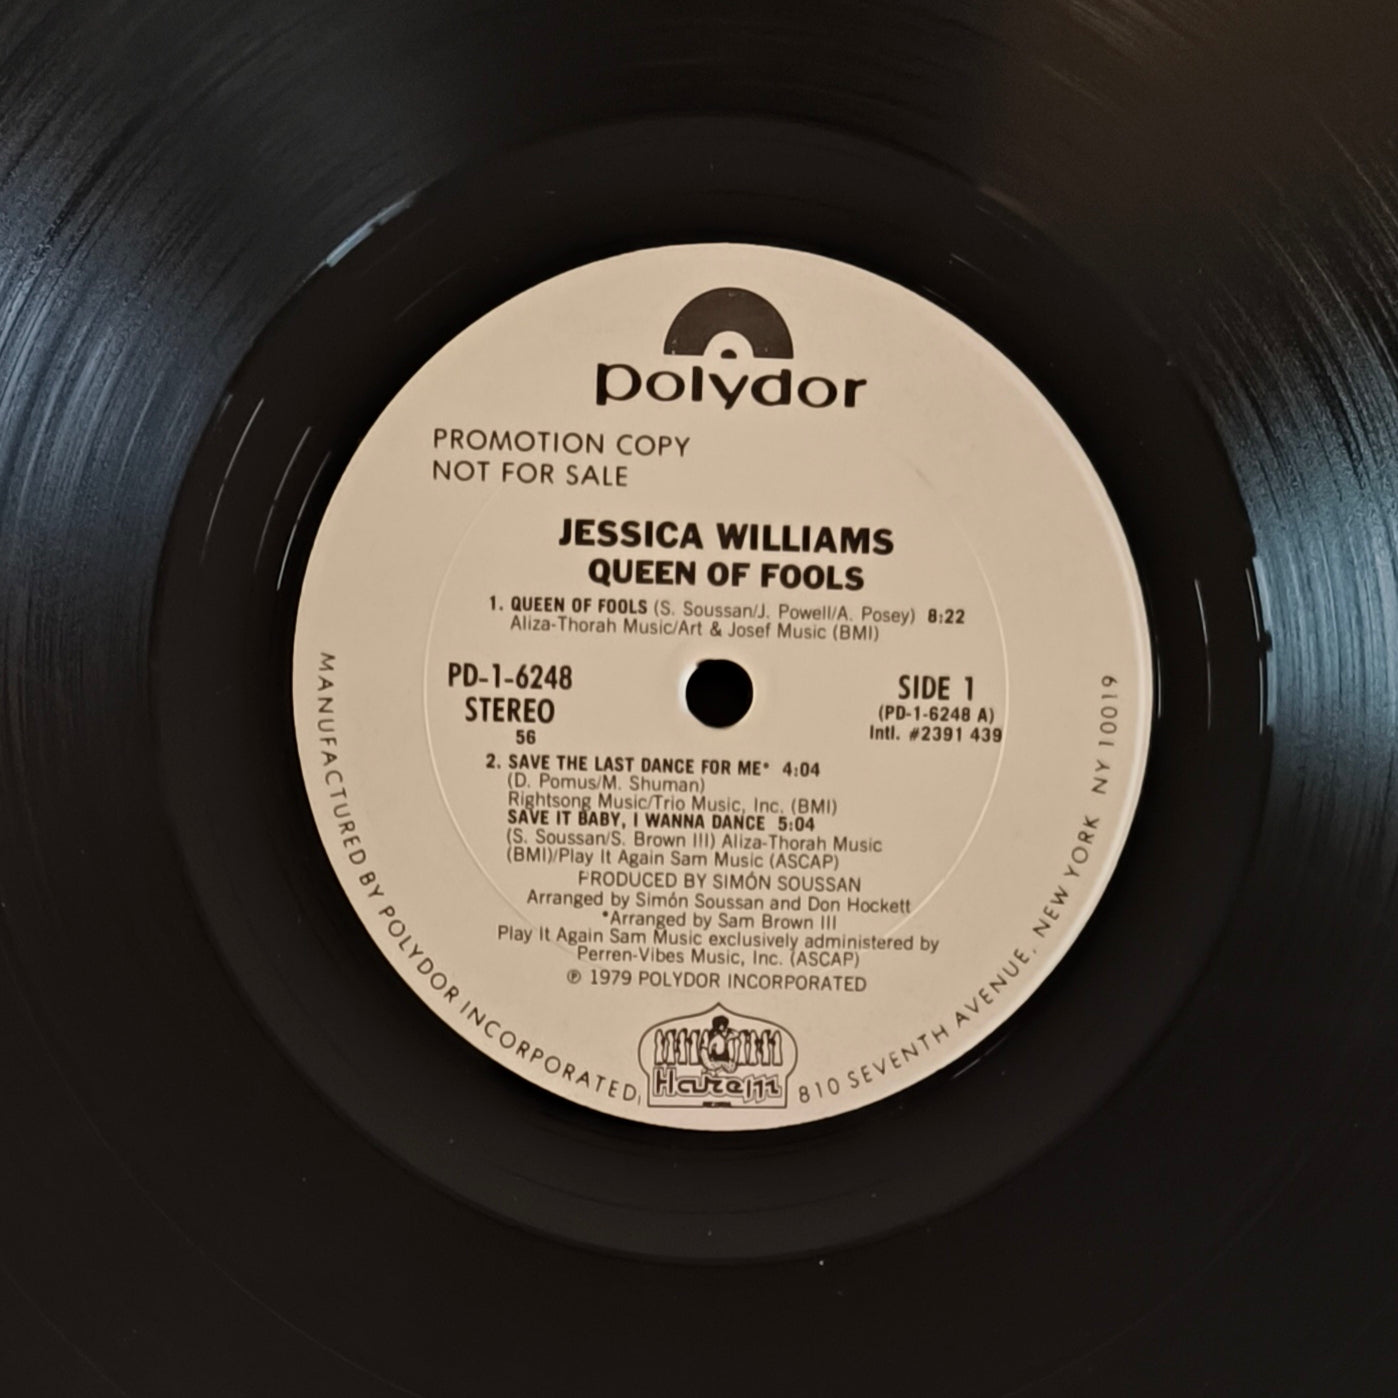 polydor
PROMOTION COPY
NOT FOR SALE
JESSICA WILLIAMS
QUEEN OF FOOLS
1. QUEEN OF FOOLS (S. Soussan/J. Powell/A. Posey) 8:22
Aliza-Thorah Music/Art & Josef Music (BMI)
PD-1-6248
STEREO
56
SIDE 1
(PD-1-6248 A)
Intl. #2391 439
2. SAVE THE LAST DANCE FOR ME* 4:04
(D. Pomus/M. Shuman)
Rightsong Music/Trio Music, Inc. (BMI)
SAVE IT BABY, I WANNA DANCE 5:04
(S. Soussan/S. Brown III) Aliza-Thorah Music
(BMI)/Play It Again Sam Music (ASCAP)
PRODUCED BY SIMÓN SOUSSAN
Arranged by Simón Soussan and Don Hockett
*Arranged by Sam Brown III
Play It Again Sam Music exclusively administered by
Perren-Vibes Music, Inc. (ASCAP)
℗ 1979 POLYDOR INCORPORATED
Harem
MANUFACTURED BY POLYDOR INCORPORATED, 810 SEVENTH AVENUE, NEW YORK NY 10019